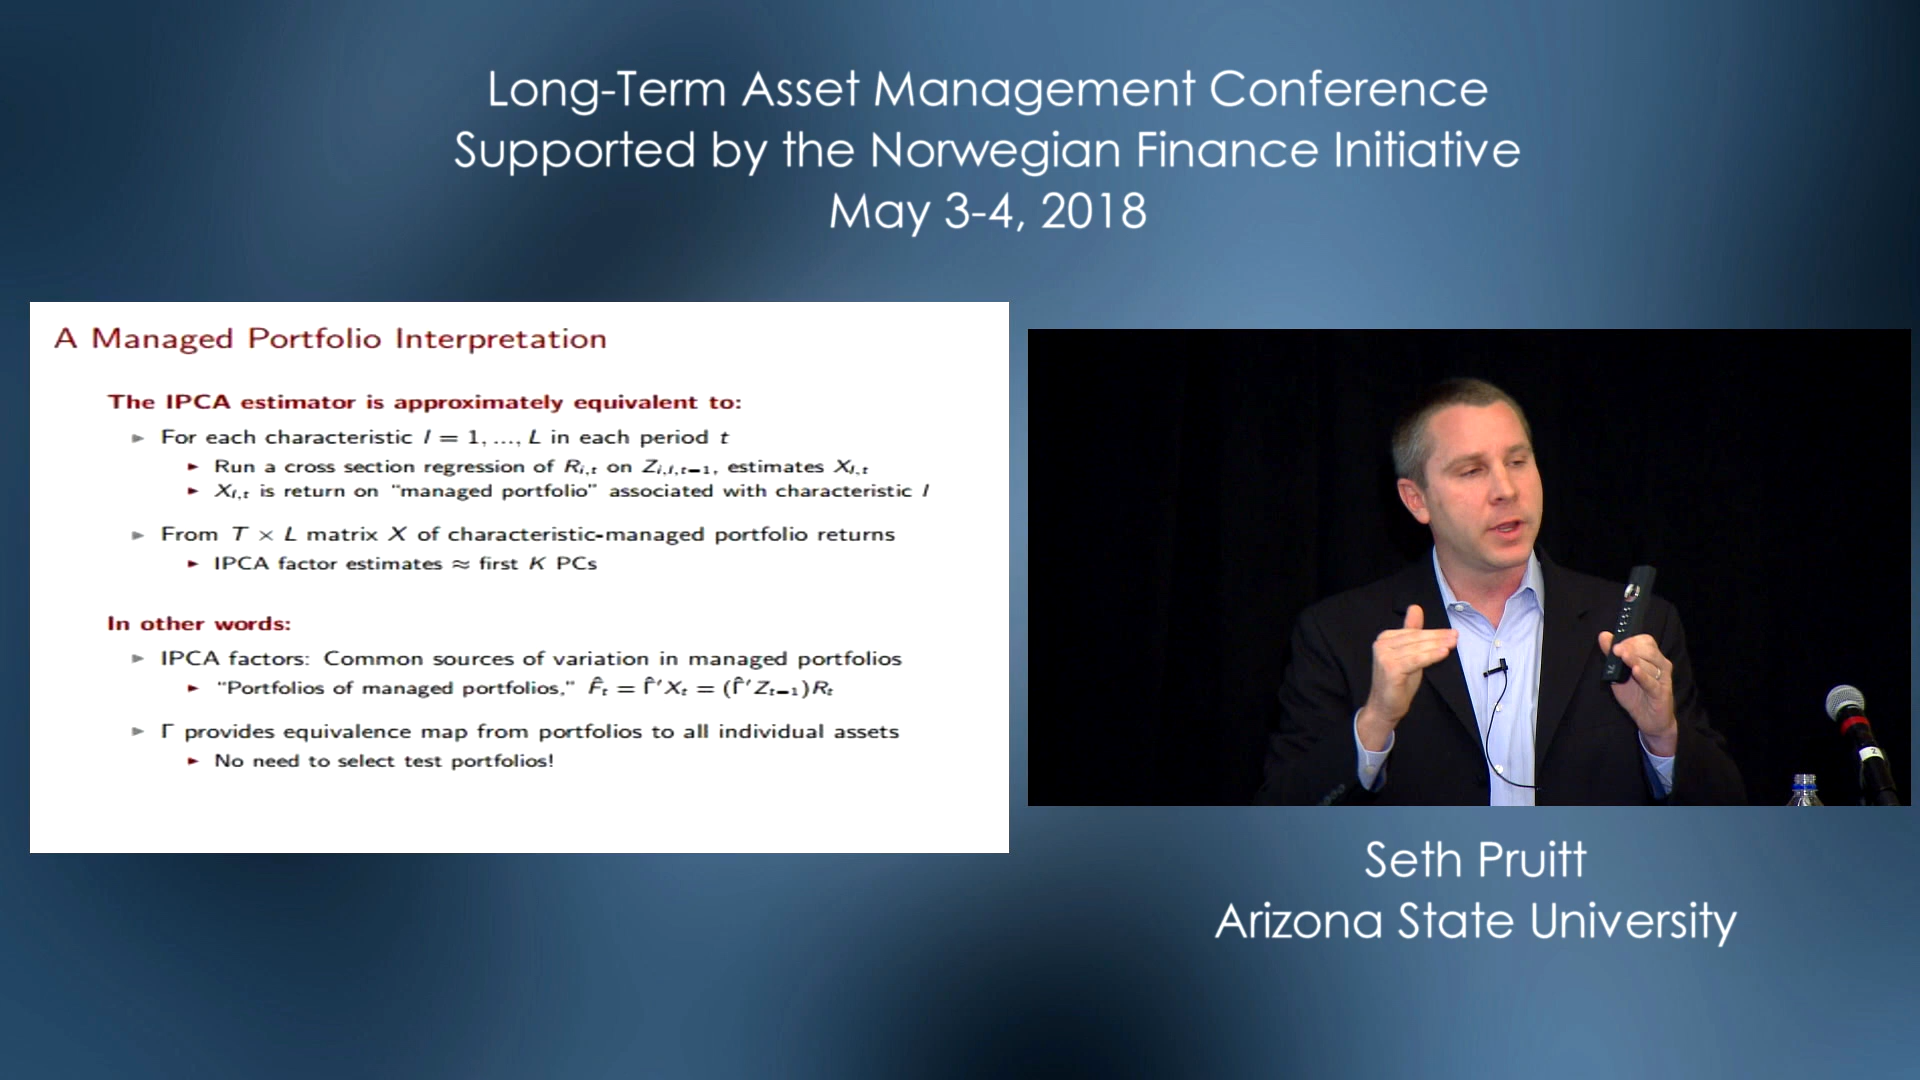 Long-Term Asset Management Conference
Supported by the Norwegian Finance Initiative
May 3-4, 2018
A Managed Portfolio Interpretation
The IPCA estimator is approximately equivalent to:
► For each characteristic l = 1, ..., L in each period t
► Run a cross section regression of R_{i,t} on Z_{i,l,t−1}, estimates X_{l,t}
► X_{l,t} is return on "managed portfolio" associated with characteristic l
► From T × L matrix X of characteristic-managed portfolio returns
► IPCA factor estimates ≈ first K PCs
In other words:
► IPCA factors: Common sources of variation in managed portfolios
► "Portfolios of managed portfolios," F̂_t = Γ̂′X_t = (Γ̂′Z_{t−1})R_t
► Γ provides equivalence map from portfolios to all individual assets
► No need to select test portfolios!
2
Seth Pruitt
Arizona State University